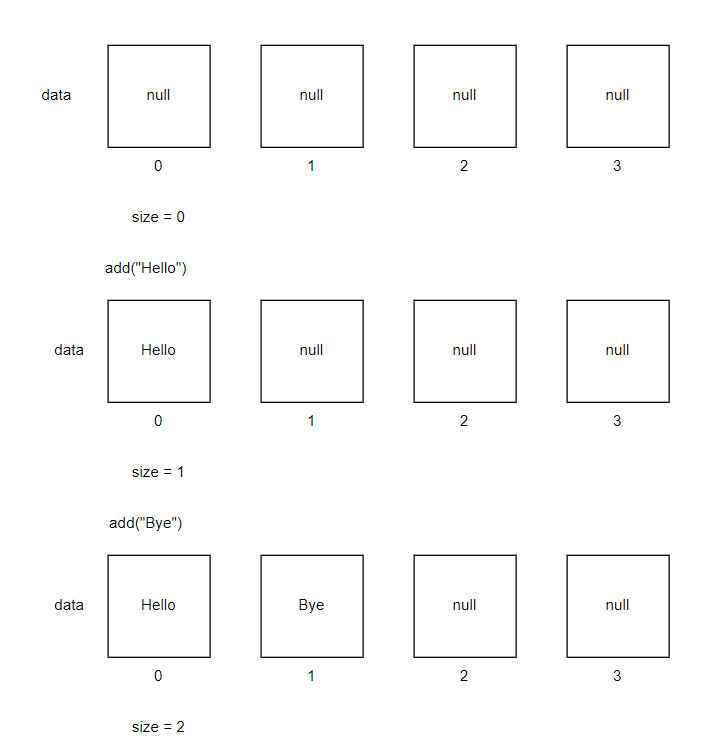 data null null null null
0 1 2 3
size = 0
add("Hello")
data Hello null null null
0 1 2 3
size = 1
add("Bye")
data Hello Bye null null
0 1 2 3
size = 2